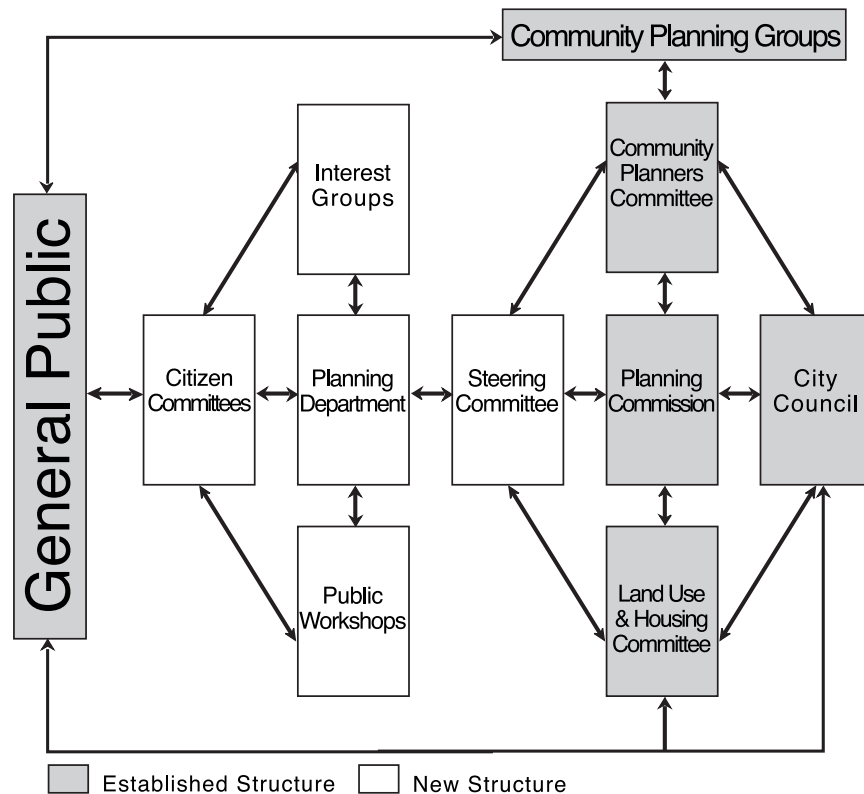 Community Planning Groups
General Public
Interest
Groups
Community
Planners
Committee
Citizen
Committees
Planning
Department
Steering
Committee
Planning
Commission
City
Council
Public
Workshops
Land Use
& Housing
Committee
Established Structure
New Structure